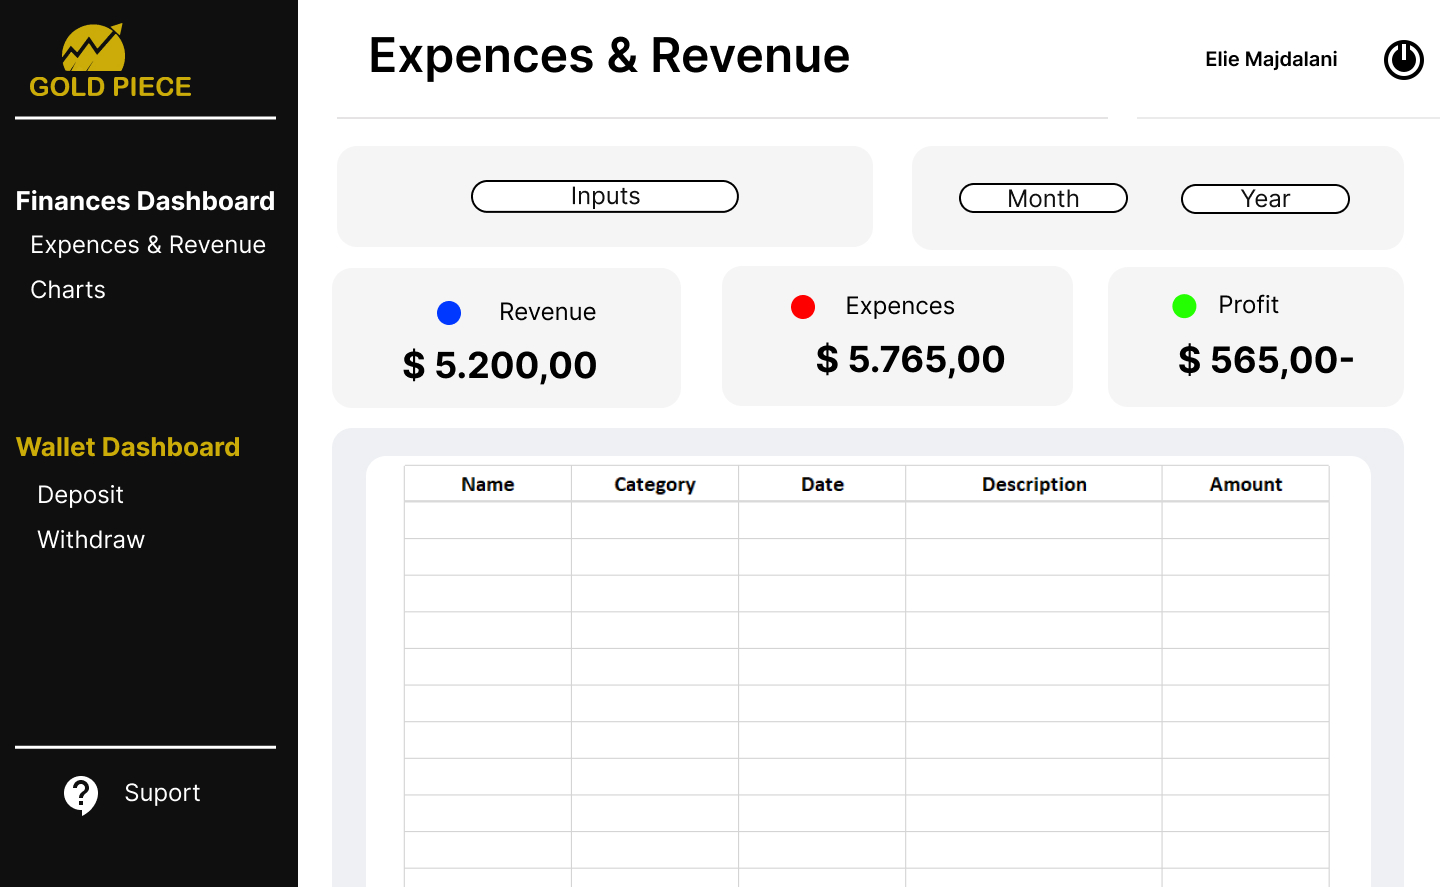 GOLD PIECE
Finances Dashboard
Expences & Revenue
Charts
Wallet Dashboard
Deposit
Withdraw
Suport
Expences & Revenue
Elie Majdalani
Inputs
Month
Year
Revenue
$ 5.200,00
Expences
$ 5.765,00
Profit
$ 565,00-
Name Category Date Description Amount